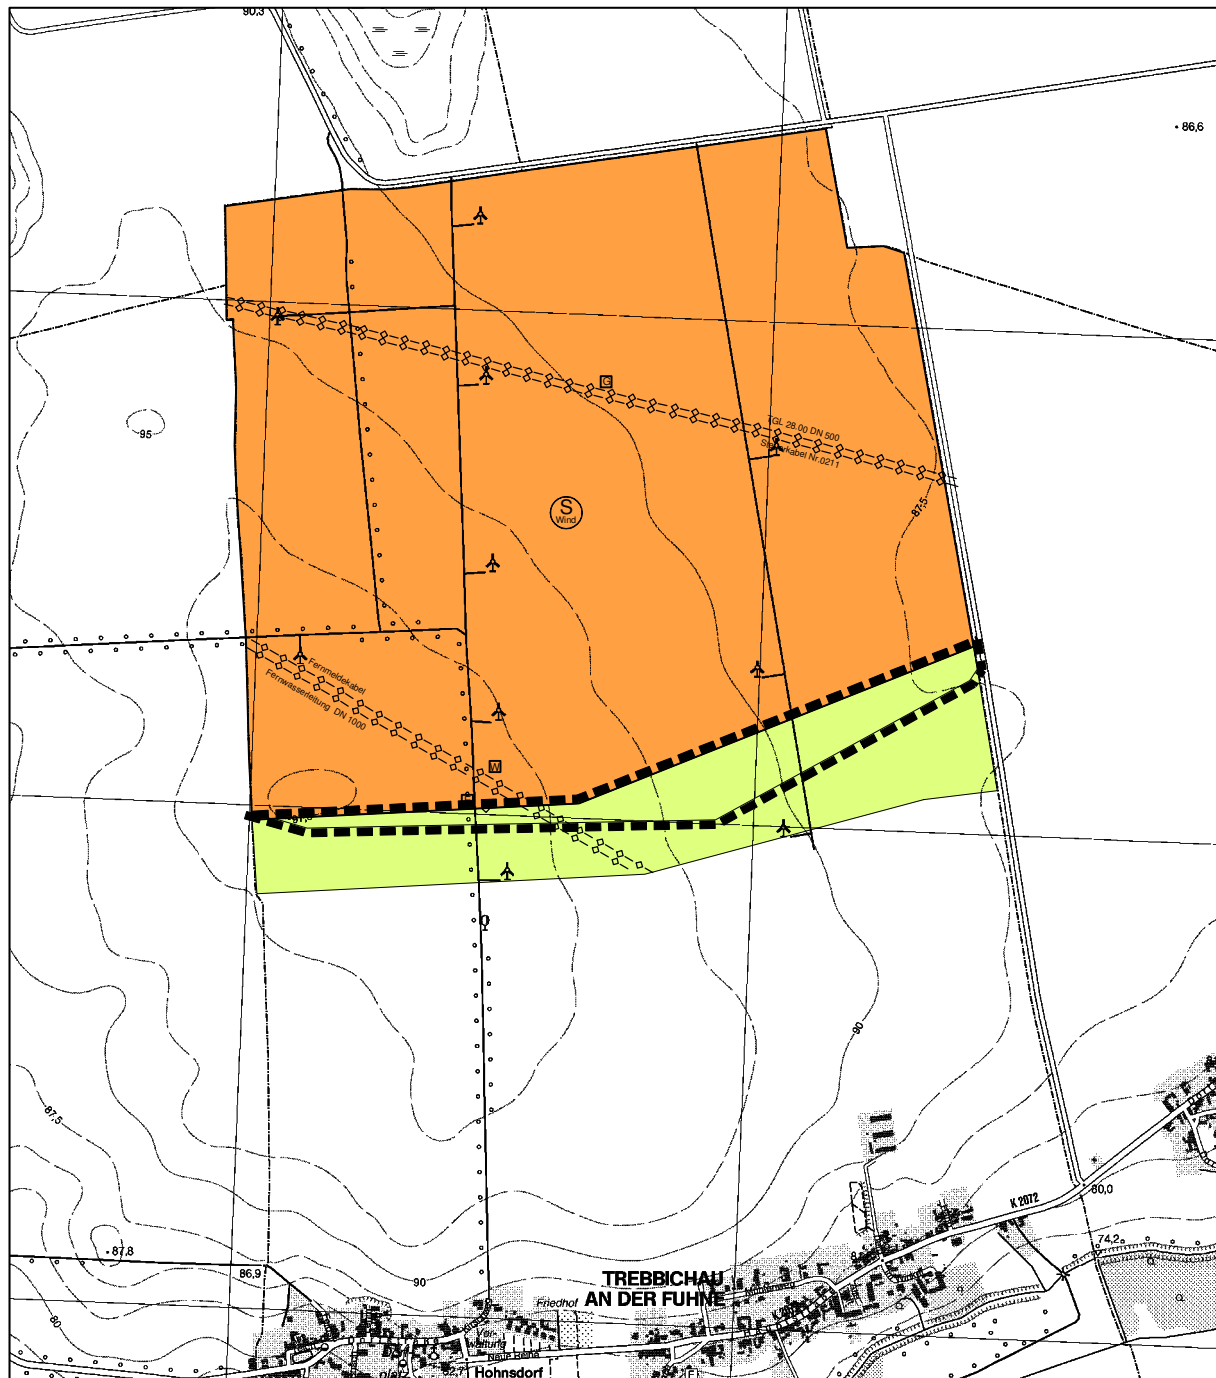 90,3
86,6
95
G
TGL 28.00 DN 500
Steuerkabel Nr.0211
S
Wind
87,5
Fernmeldekabel
Fernwasserleitung DN 1000
W
90
87,5
K 2072
80,0
74,2
87,8
86,9
90
TREBBICHAU
AN DER FUHNE
Friedhof
80
Neue Reihe
Hohnsdorf